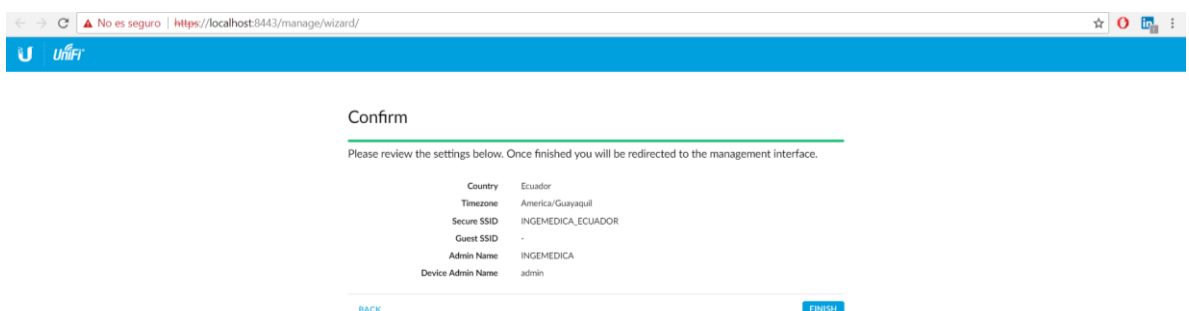 No es seguro | https://localhost:8443/manage/wizard/
U UniFi
Confirm
Please review the settings below. Once finished you will be redirected to the management interface.
Country Ecuador
Timezone America/Guayaquil
Secure SSID INGEMEDICA_ECUADOR
Guest SSID -
Admin Name INGEMEDICA
Device Admin Name admin
BACK FINISH